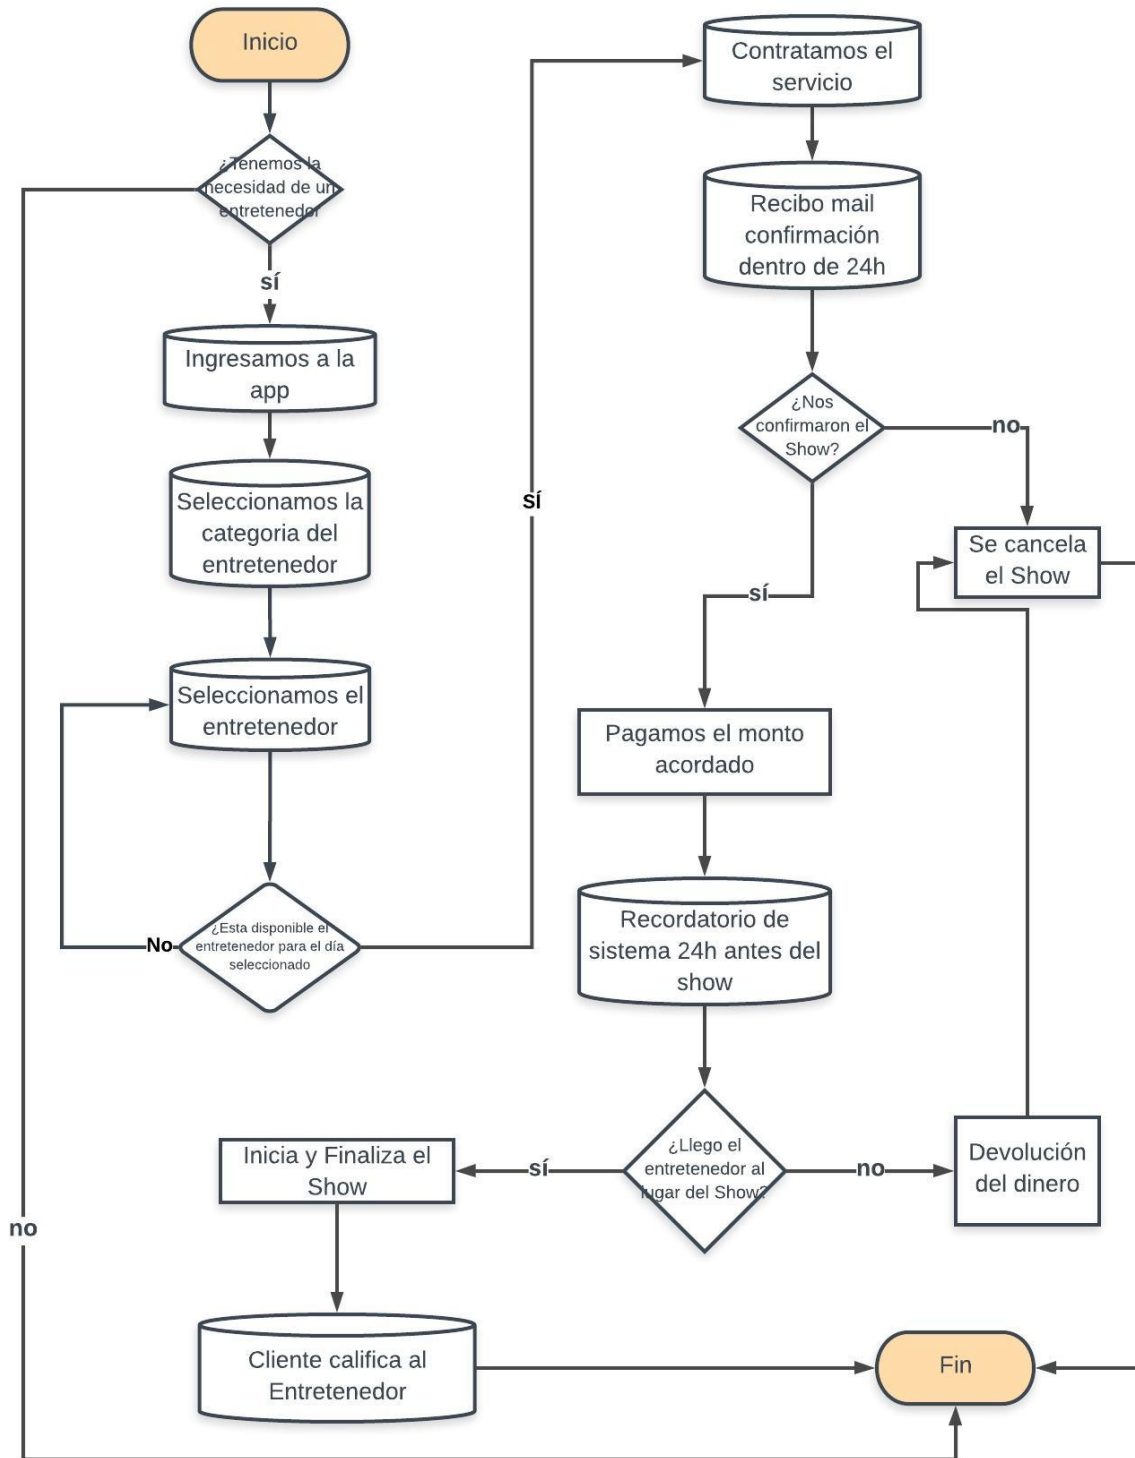 Inicio
¿Tenemos la
necesidad de un
entretenedor
sí
Ingresamos a la
app
Seleccionamos la
categoria del
entretenedor
Seleccionamos el
entretenedor
¿Esta disponible el
entretenedor para el día
seleccionado
No
sí
Contratamos el
servicio
Recibo mail
confirmación
dentro de 24h
¿Nos
confirmaron el
Show?
no
Se cancela
el Show
sí
Pagamos el monto
acordado
Recordatorio de
sistema 24h antes del
show
¿Llego el
entretenedor al
lugar del Show?
no
Devolución
del dinero
sí
Inicia y Finaliza el
Show
Cliente califica al
Entretenedor
no
Fin